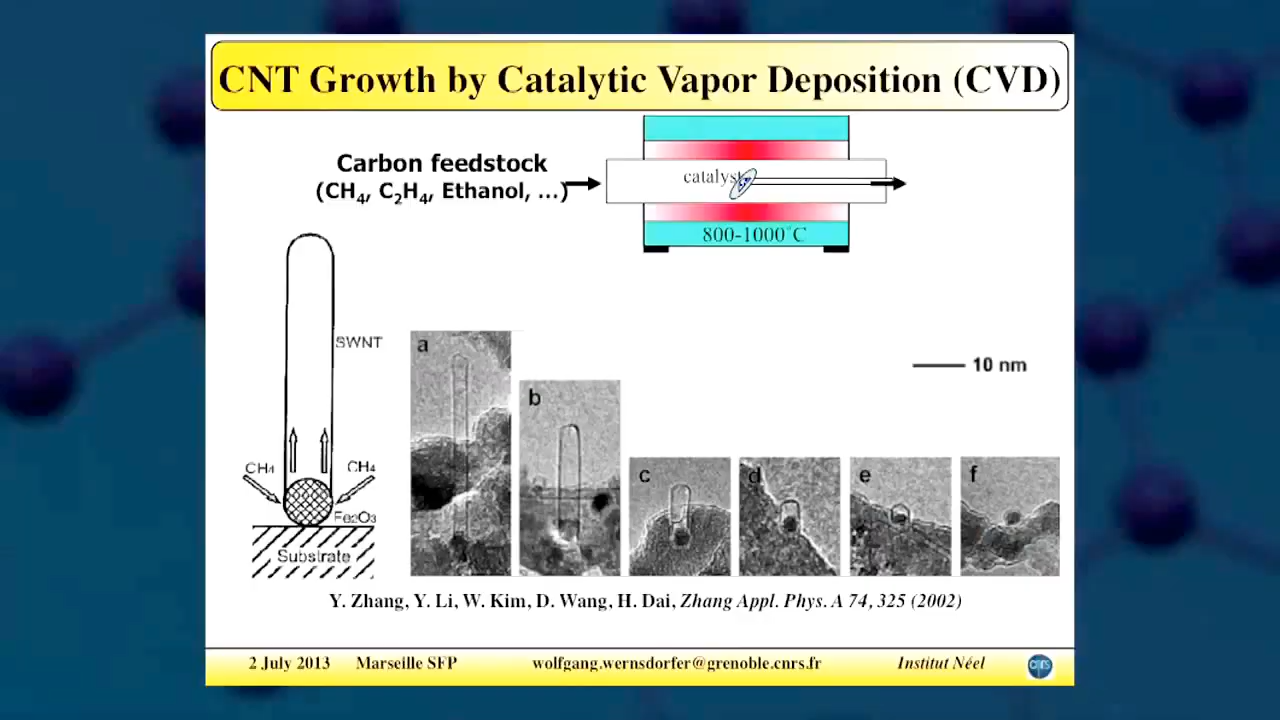 CNT Growth by Catalytic Vapor Deposition (CVD)
Carbon feedstock
(CH₄, C₂H₄, Ethanol, ...)
catalyst
800-1000°C
SWNT
CH₄
CH₄
Fe₂O₃
Substrate
a
b
c
d
e
f
10 nm
Y. Zhang, Y. Li, W. Kim, D. Wang, H. Dai, Zhang Appl. Phys. A 74, 325 (2002)
2 July 2013 Marseille SFP wolfgang.wernsdorfer@grenoble.cnrs.fr Institut Néel
cnrs